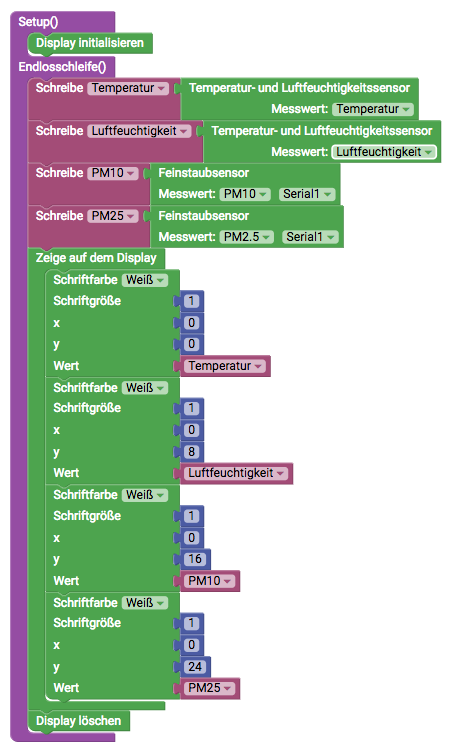 Setup()
Display initialisieren
Endlosschleife()
Schreibe Temperatur Temperatur- und Luftfeuchtigkeitssensor
Messwert: Temperatur
Schreibe Luftfeuchtigkeit Temperatur- und Luftfeuchtigkeitssensor
Messwert: Luftfeuchtigkeit
Schreibe PM10 Feinstaubsensor
Messwert: PM10 Serial1
Schreibe PM25 Feinstaubsensor
Messwert: PM2.5 Serial1
Zeige auf dem Display
Schriftfarbe Weiß
Schriftgröße 1
x 0
y 0
Wert Temperatur
Schriftfarbe Weiß
Schriftgröße 1
x 0
y 8
Wert Luftfeuchtigkeit
Schriftfarbe Weiß
Schriftgröße 1
x 0
y 16
Wert PM10
Schriftfarbe Weiß
Schriftgröße 1
x 0
y 24
Wert PM25
Display löschen